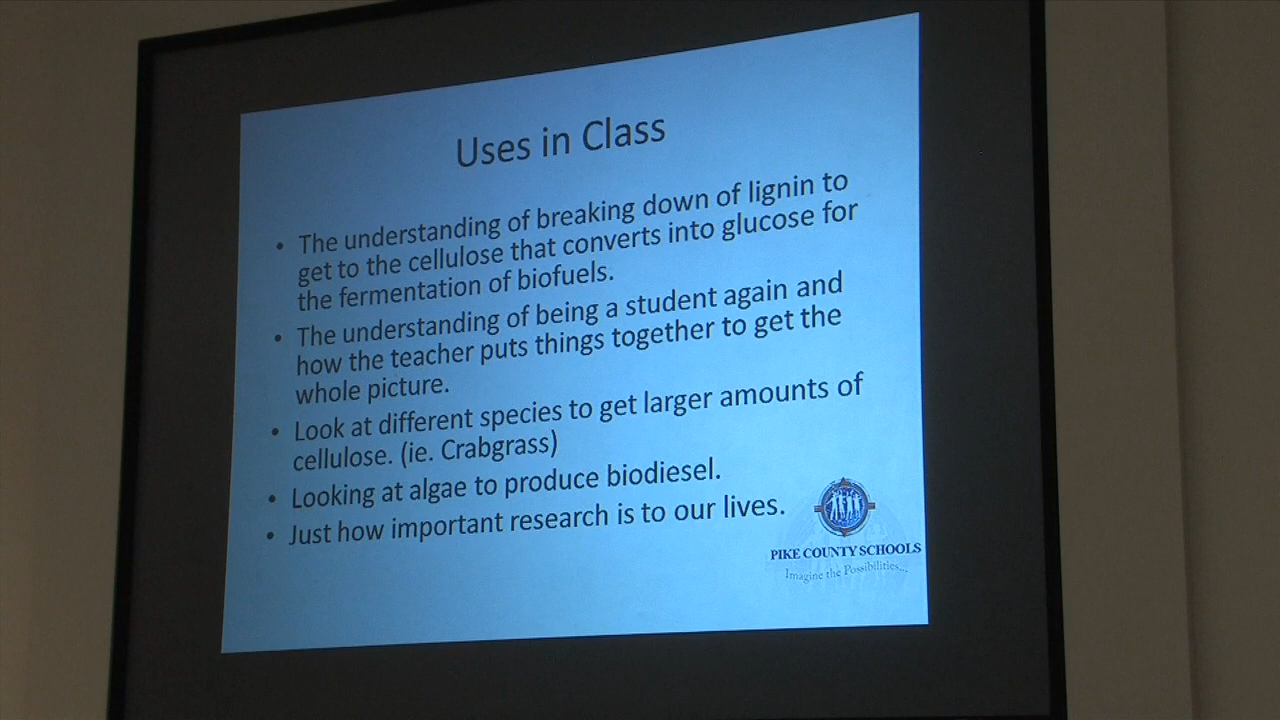 Uses in Class
• The understanding of breaking down of lignin to
get to the cellulose that converts into glucose for
the fermentation of biofuels.
• The understanding of being a student again and
how the teacher puts things together to get the
whole picture.
• Look at different species to get larger amounts of
cellulose. (ie. Crabgrass)
• Looking at algae to produce biodiesel.
• Just how important research is to our lives.
PIKE COUNTY SCHOOLS
Imagine the Possibilities...